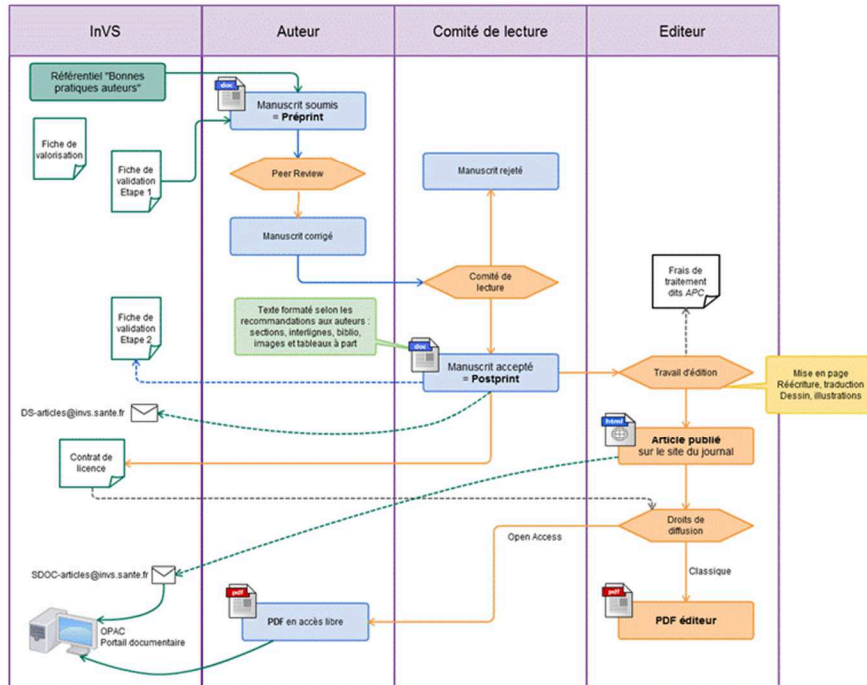 InVS
Auteur
Comité de lecture
Editeur
Référentiel "Bonnes
pratiques auteurs"
doc
Manuscrit soumis
= Préprint
Fiche de
valorisation
Fiche de
validation
Etape 1
Peer Review
Manuscrit rejeté
Manuscrit corrigé
Comité de
lecture
Frais de
traitement
dits APC
Fiche de
validation
Etape 2
Texte formaté selon les
recommandations aux auteurs :
sections, interlignes, biblio,
images et tableaux à part
doc
Manuscrit accepté
= Postprint
Travail d'édition
Mise en page
Réécriture, traduction
Dessin, illustrations
DS-articles@invs.sante.fr
html
Article publié
sur le site du journal
Contrat de
licence
Droits de
diffusion
Open Access
Classique
SDOC-articles@invs.sante.fr
pdf
PDF en accès libre
pdf
PDF éditeur
OPAC
Portail documentaire